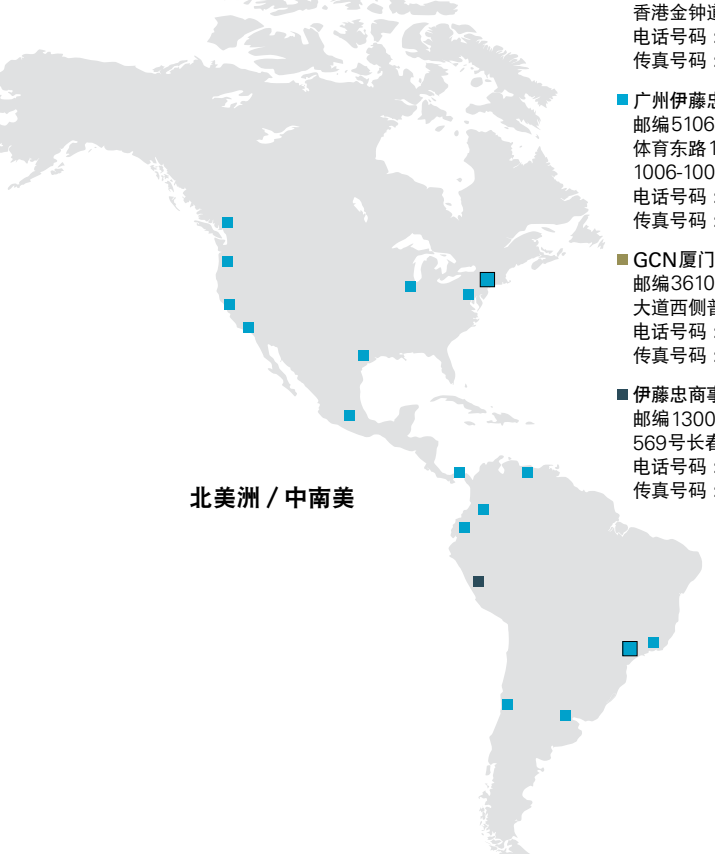 香港金钟道
电话号码：
传真号码：
广州伊藤忠
邮编5106
体育东路1
1006-100
电话号码：
传真号码：
GCN厦门
邮编3610
大道西侧
电话号码：
传真号码：
伊藤忠商事
邮编1300
569号长春
电话号码：
传真号码：
北美洲 / 中南美